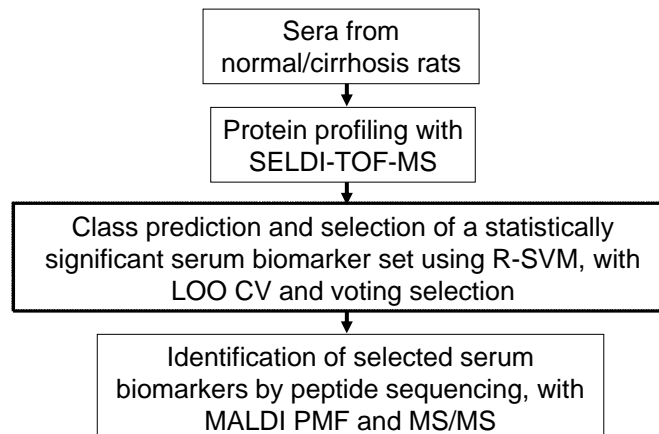 Sera from
normal/cirrhosis rats
Protein profiling with
SELDI-TOF-MS
Class prediction and selection of a statistically
significant serum biomarker set using R-SVM, with
LOO CV and voting selection
Identification of selected serum
biomarkers by peptide sequencing, with
MALDI PMF and MS/MS